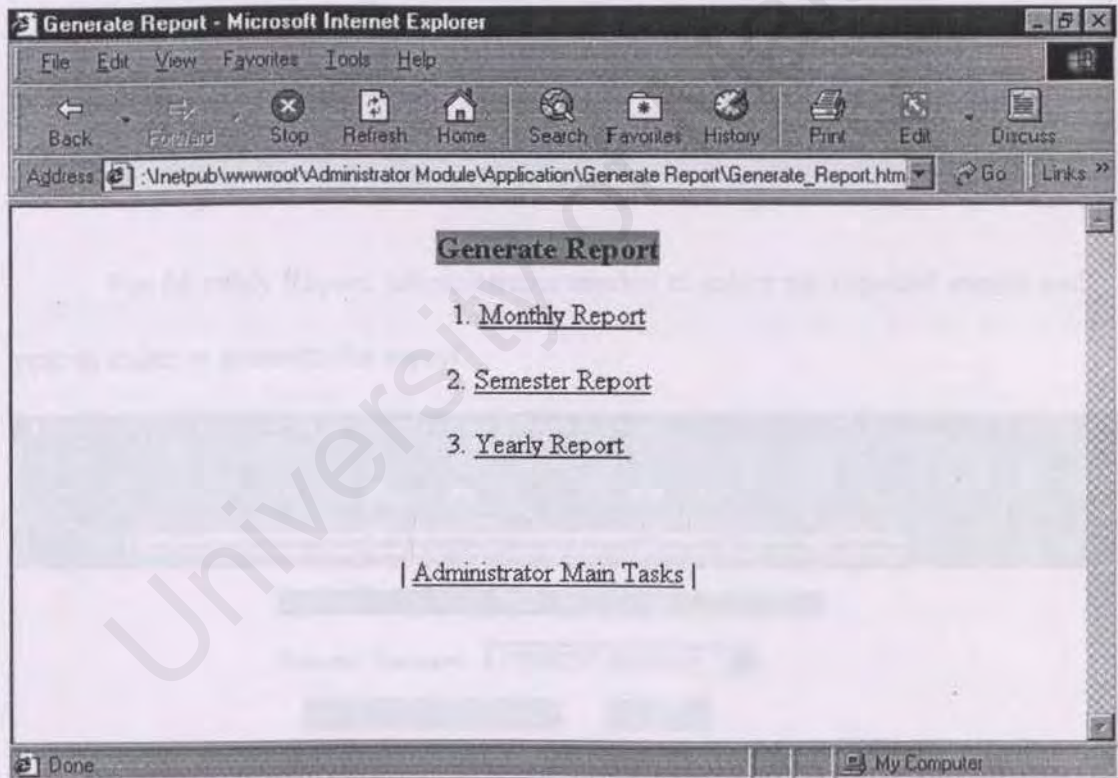 Generate Report - Microsoft Internet Explorer
File Edit View Favorites Tools Help
Back Forward Stop Refresh Home Search Favorites History Print Edit Discuss
Address :\Inetpub\wwwroot\Administrator Module\Application\Generate Report\Generate_Report.htm Go Links »
Generate Report
1. Monthly Report
2. Semester Report
3. Yearly Report
| Administrator Main Tasks |
Done My Computer
University of